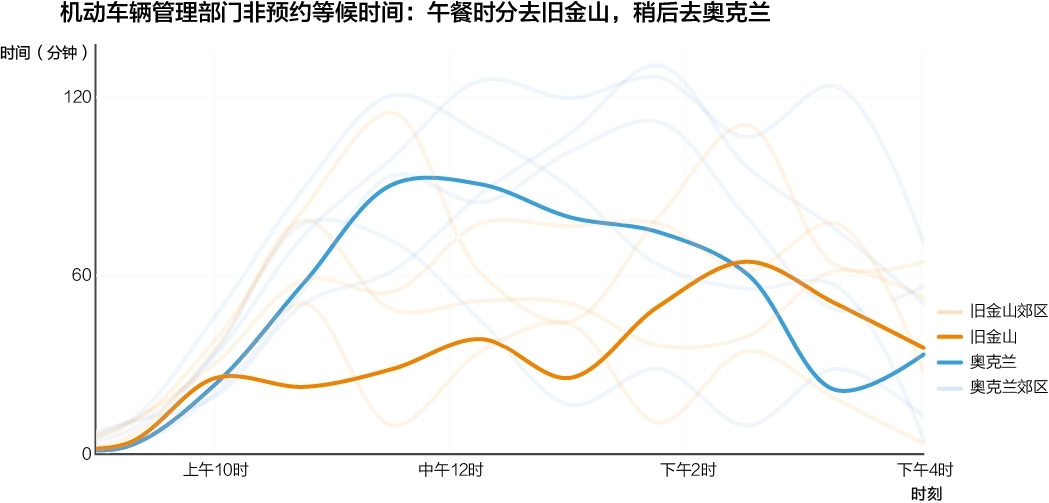 机动车辆管理部门非预约等候时间：午餐时分去旧金山，稍后去奥克兰
时间（分钟）
120
60
0
上午10时
中午12时
下午2时
下午4时
时刻
旧金山郊区
旧金山
奥克兰
奥克兰郊区